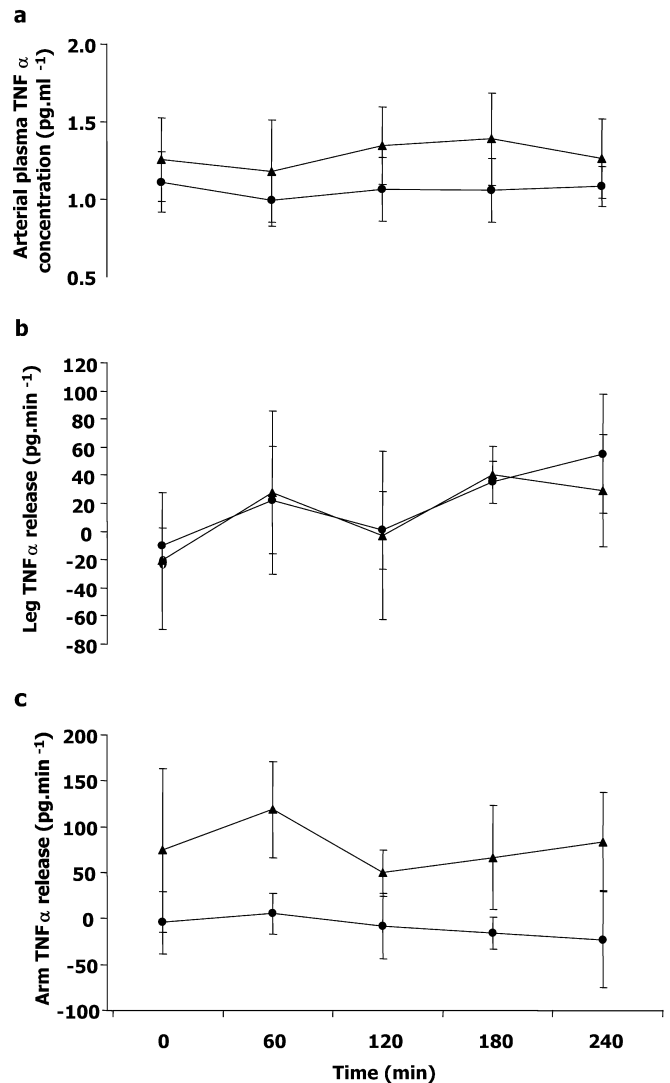 a
Arterial plasma TNF α
concentration (pg.ml -1)
2.0
1.5
1.0
0.5
b
Leg TNFα release (pg.min -1)
120
100
80
60
40
20
0
-20
-40
-60
-80
c
Arm TNFα release (pg.min -1)
200
150
100
50
0
-50
-100
0 60 120 180 240
Time (min)